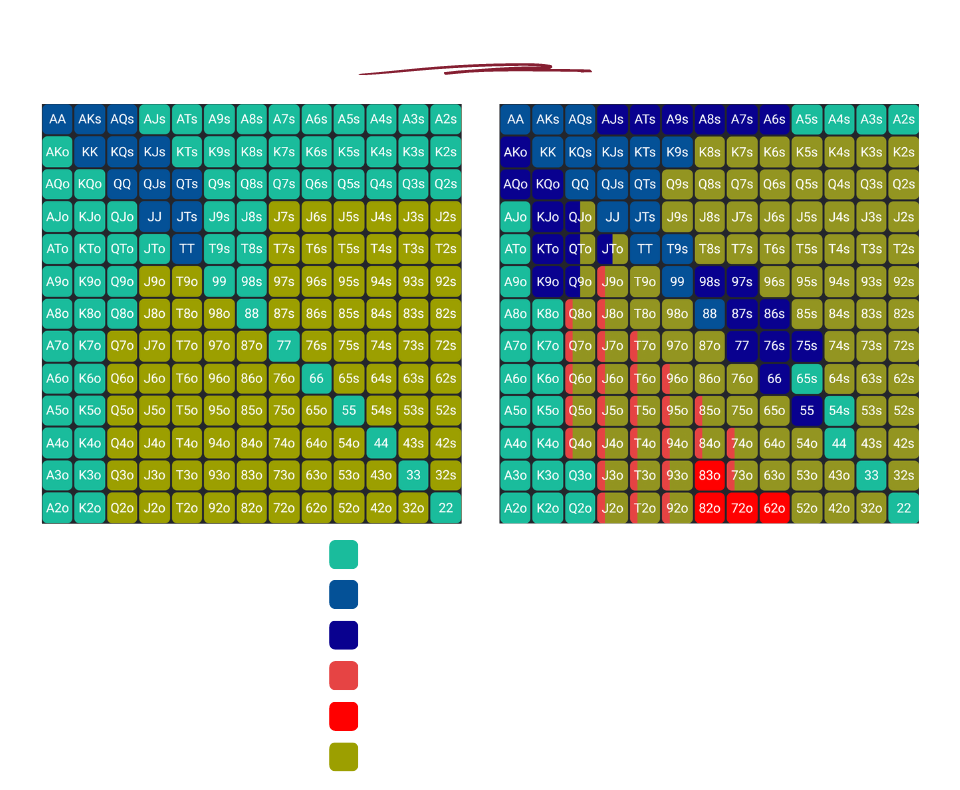 AA AKs AQs AJs ATs A9s A8s A7s A6s A5s A4s A3s A2s
AKo KK KQs KJs KTs K9s K8s K7s K6s K5s K4s K3s K2s
AQo KQo QQ QJs QTs Q9s Q8s Q7s Q6s Q5s Q4s Q3s Q2s
AJo KJo QJo JJ JTs J9s J8s J7s J6s J5s J4s J3s J2s
ATo KTo QTo JTo TT T9s T8s T7s T6s T5s T4s T3s T2s
A9o K9o Q9o J9o T9o 99 98s 97s 96s 95s 94s 93s 92s
A8o K8o Q8o J8o T8o 98o 88 87s 86s 85s 84s 83s 82s
A7o K7o Q7o J7o T7o 97o 87o 77 76s 75s 74s 73s 72s
A6o K6o Q6o J6o T6o 96o 86o 76o 66 65s 64s 63s 62s
A5o K5o Q5o J5o T5o 95o 85o 75o 65o 55 54s 53s 52s
A4o K4o Q4o J4o T4o 94o 84o 74o 64o 54o 44 43s 42s
A3o K3o Q3o J3o T3o 93o 83o 73o 63o 53o 43o 33 32s
A2o K2o Q2o J2o T2o 92o 82o 72o 62o 52o 42o 32o 22
AA AKs AQs AJs ATs A9s A8s A7s A6s A5s A4s A3s A2s
AKo KK KQs KJs KTs K9s K8s K7s K6s K5s K4s K3s K2s
AQo KQo QQ QJs QTs Q9s Q8s Q7s Q6s Q5s Q4s Q3s Q2s
AJo KJo QJo JJ JTs J9s J8s J7s J6s J5s J4s J3s J2s
ATo KTo QTo JTo TT T9s T8s T7s T6s T5s T4s T3s T2s
A9o K9o Q9o J9o T9o 99 98s 97s 96s 95s 94s 93s 92s
A8o K8o Q8o J8o T8o 98o 88 87s 86s 85s 84s 83s 82s
A7o K7o Q7o J7o T7o 97o 87o 77 76s 75s 74s 73s 72s
A6o K6o Q6o J6o T6o 96o 86o 76o 66 65s 64s 63s 62s
A5o K5o Q5o J5o T5o 95o 85o 75o 65o 55 54s 53s 52s
A4o K4o Q4o J4o T4o 94o 84o 74o 64o 54o 44 43s 42s
A3o K3o Q3o J3o T3o 93o 83o 73o 63o 53o 43o 33 32s
A2o K2o Q2o J2o T2o 92o 82o 72o 62o 52o 42o 32o 22